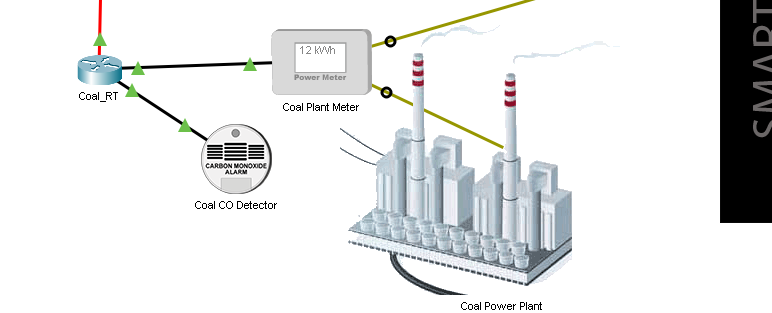 12 kWh
Power Meter
Coal_RT
Coal Plant Meter
CARBON MONOXIDE
ALARM
Coal CO Detector
Coal Power Plant
SMART